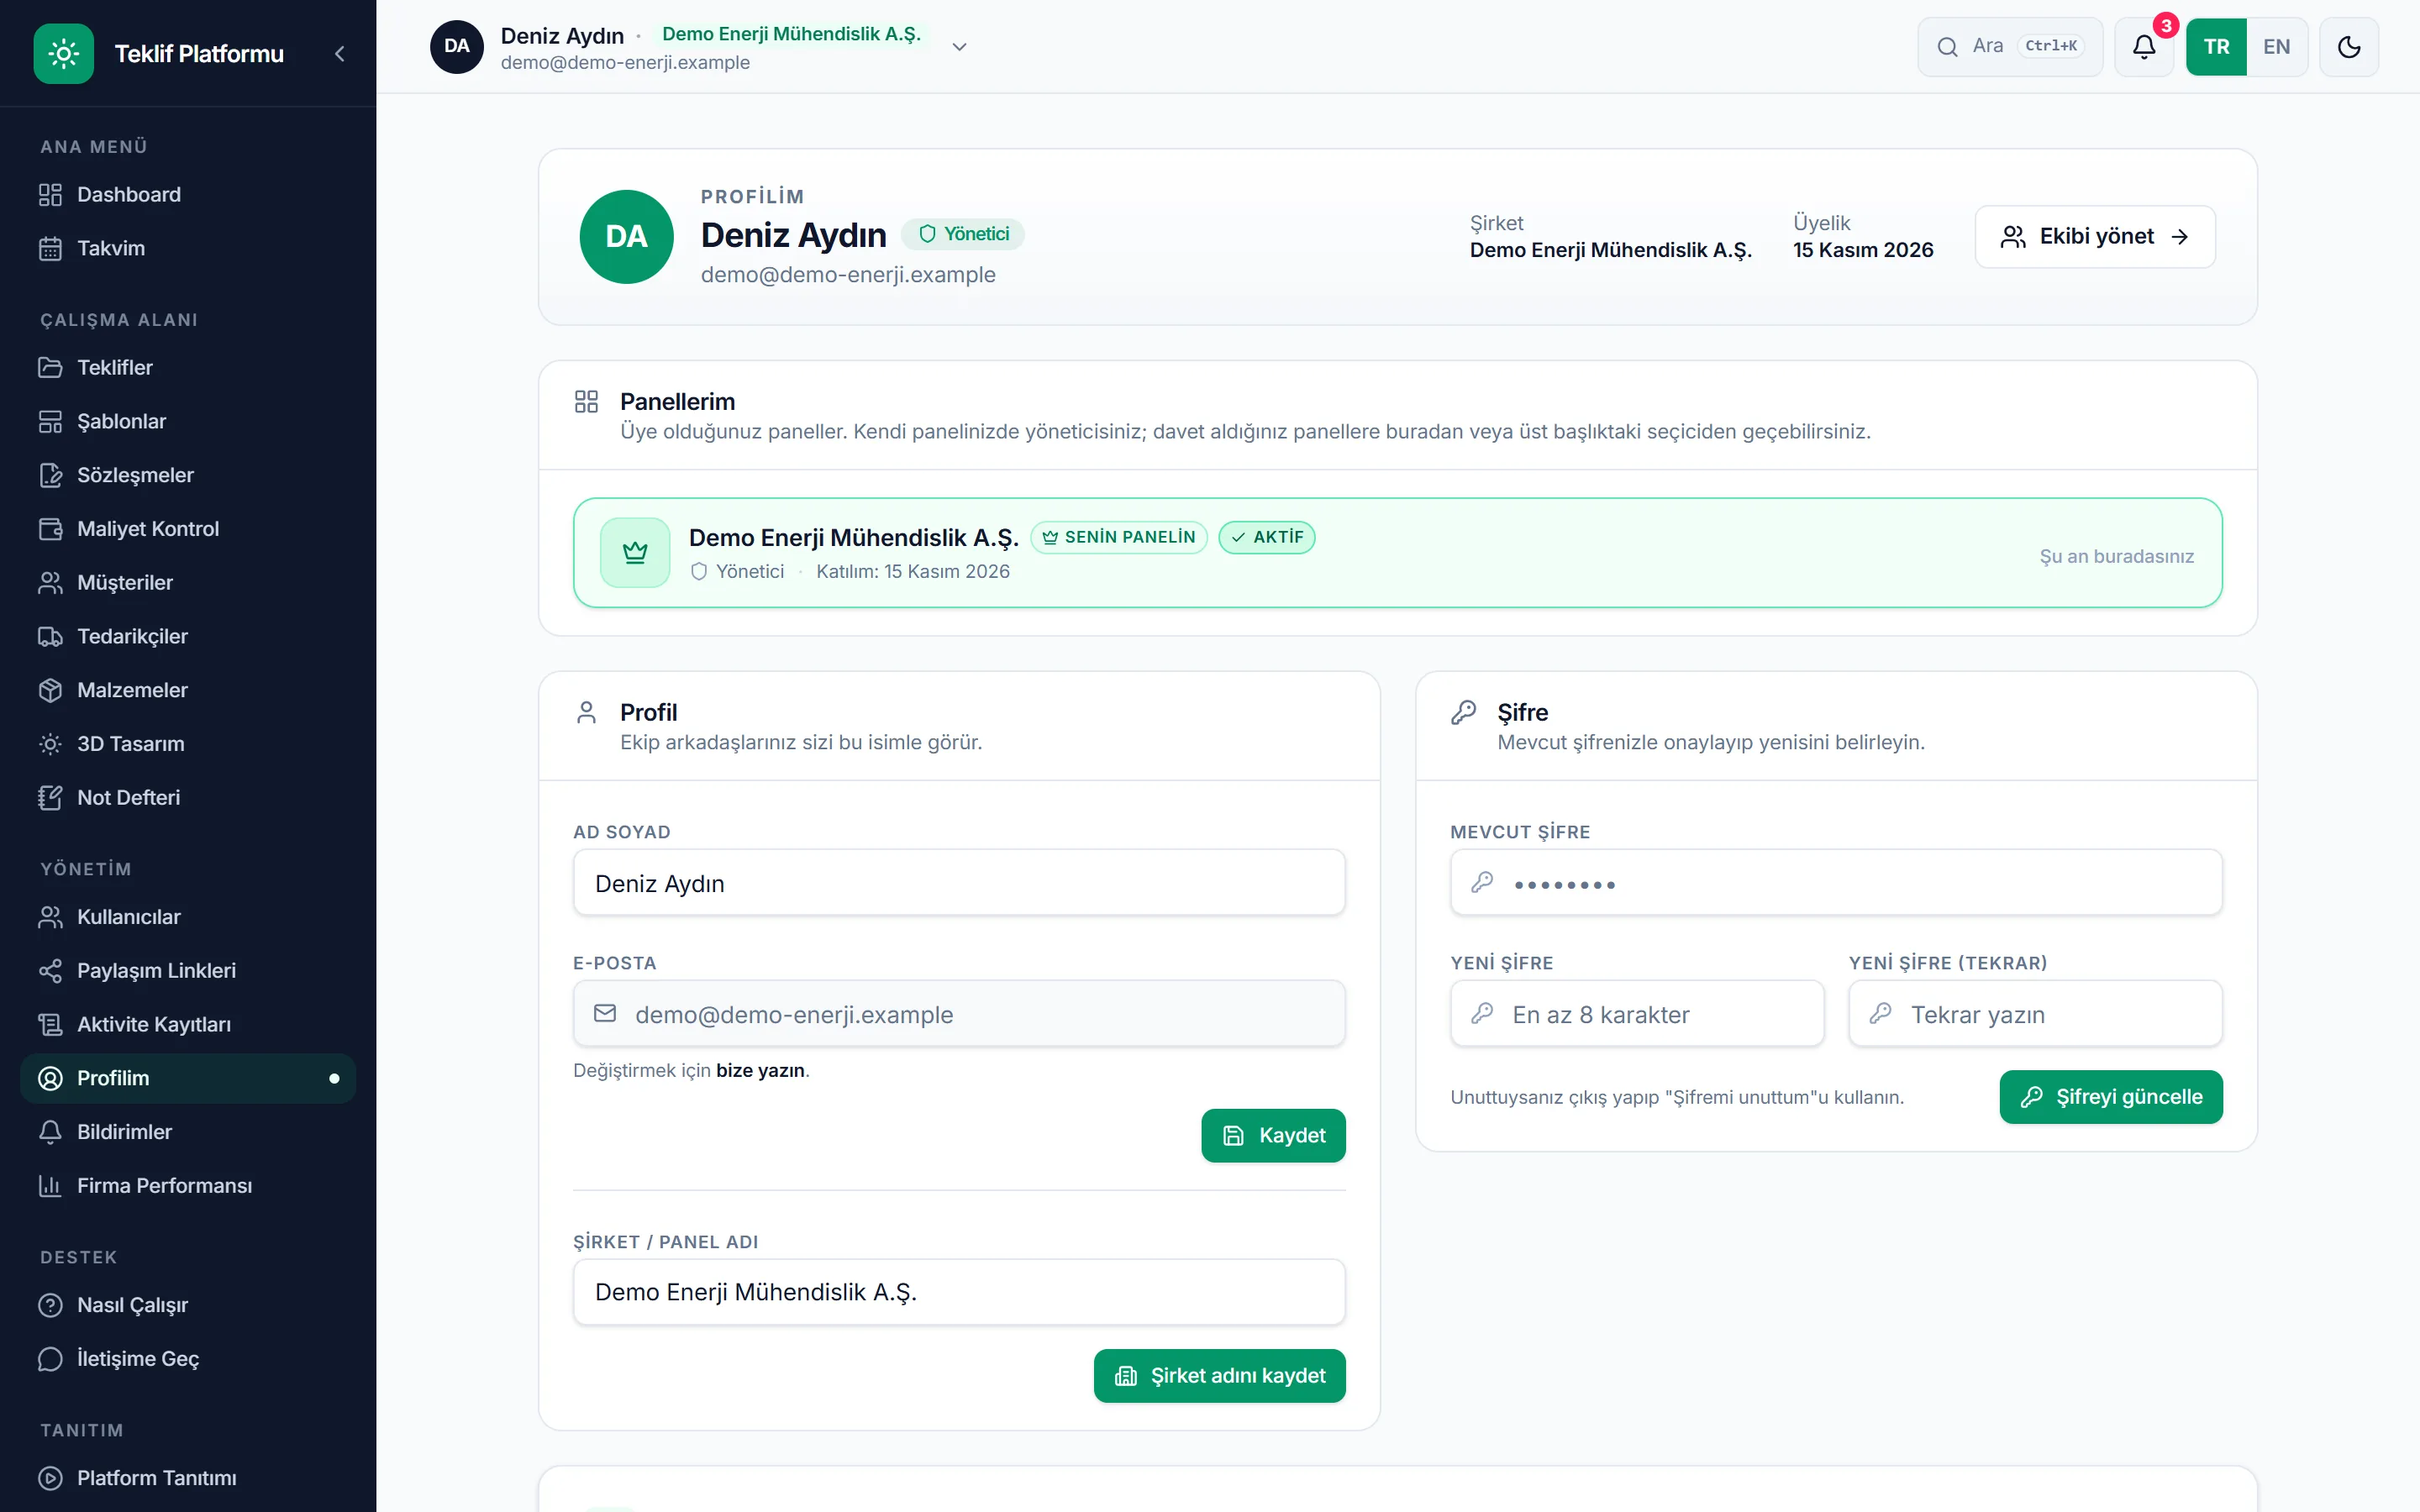 Teklif Platformu
ANA MENÜ
Dashboard
Takvim
ÇALIŞMA ALANI
Teklifler
Şablonlar
Sözleşmeler
Maliyet Kontrol
Müşteriler
Tedarikçiler
Malzemeler
3D Tasarım
Not Defteri
YÖNETİM
Kullanıcılar
Paylaşım Linkleri
Aktivite Kayıtları
Profilim
Bildirimler
Firma Performansı
DESTEK
Nasıl Çalışır
İletişime Geç
TANITIM
Platform Tanıtımı
DA
Deniz Aydın · Demo Enerji Mühendislik A.Ş.
demo@demo-enerji.example
Ara Ctrl+K
3
TR EN
DA
PROFİLİM
Deniz Aydın Yönetici
demo@demo-enerji.example
Şirket
Demo Enerji Mühendislik A.Ş.
Üyelik
15 Kasım 2026
Ekibi yönet
Panellerim
Üye olduğunuz paneller. Kendi panelinizde yöneticisiniz; davet aldığınız panellere buradan veya üst başlıktaki seçiciden geçebilirsiniz.
Demo Enerji Mühendislik A.Ş. SENİN PANELİN AKTİF
Yönetici · Katılım: 15 Kasım 2026
Şu an buradasınız
Profil
Ekip arkadaşlarınız sizi bu isimle görür.
AD SOYAD
Deniz Aydın
E-POSTA
demo@demo-enerji.example
Değiştirmek için bize yazın.
Kaydet
ŞİRKET / PANEL ADI
Demo Enerji Mühendislik A.Ş.
Şirket adını kaydet
Şifre
Mevcut şifrenizle onaylayıp yenisini belirleyin.
MEVCUT ŞİFRE
••••••••
YENİ ŞİFRE
En az 8 karakter
YENİ ŞİFRE (TEKRAR)
Tekrar yazın
Unuttuysanız çıkış yapıp "Şifremi unuttum"u kullanın.
Şifreyi güncelle